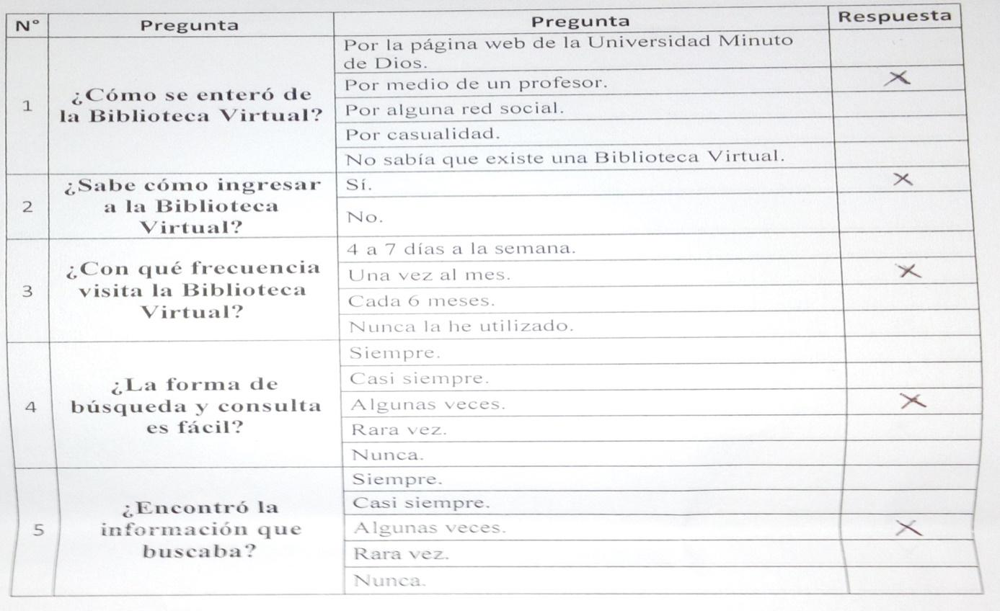 N° Pregunta Pregunta Respuesta
Por la página web de la Universidad Minuto
de Dios.
Por medio de un profesor. X
1 ¿Cómo se enteró de
la Biblioteca Virtual?
Por alguna red social.
Por casualidad.
No sabía que existe una Biblioteca Virtual.
2 ¿Sabe cómo ingresar
a la Biblioteca
Virtual?
Sí. X
No.
3 ¿Con qué frecuencia
visita la Biblioteca
Virtual?
4 a 7 días a la semana.
Una vez al mes. X
Cada 6 meses.
Nunca la he utilizado.
4 ¿La forma de
búsqueda y consulta
es fácil?
Siempre.
Casi siempre.
Algunas veces. X
Rara vez.
Nunca.
5 ¿Encontró la
información que
buscaba?
Siempre.
Casi siempre.
Algunas veces. X
Rara vez.
Nunca.